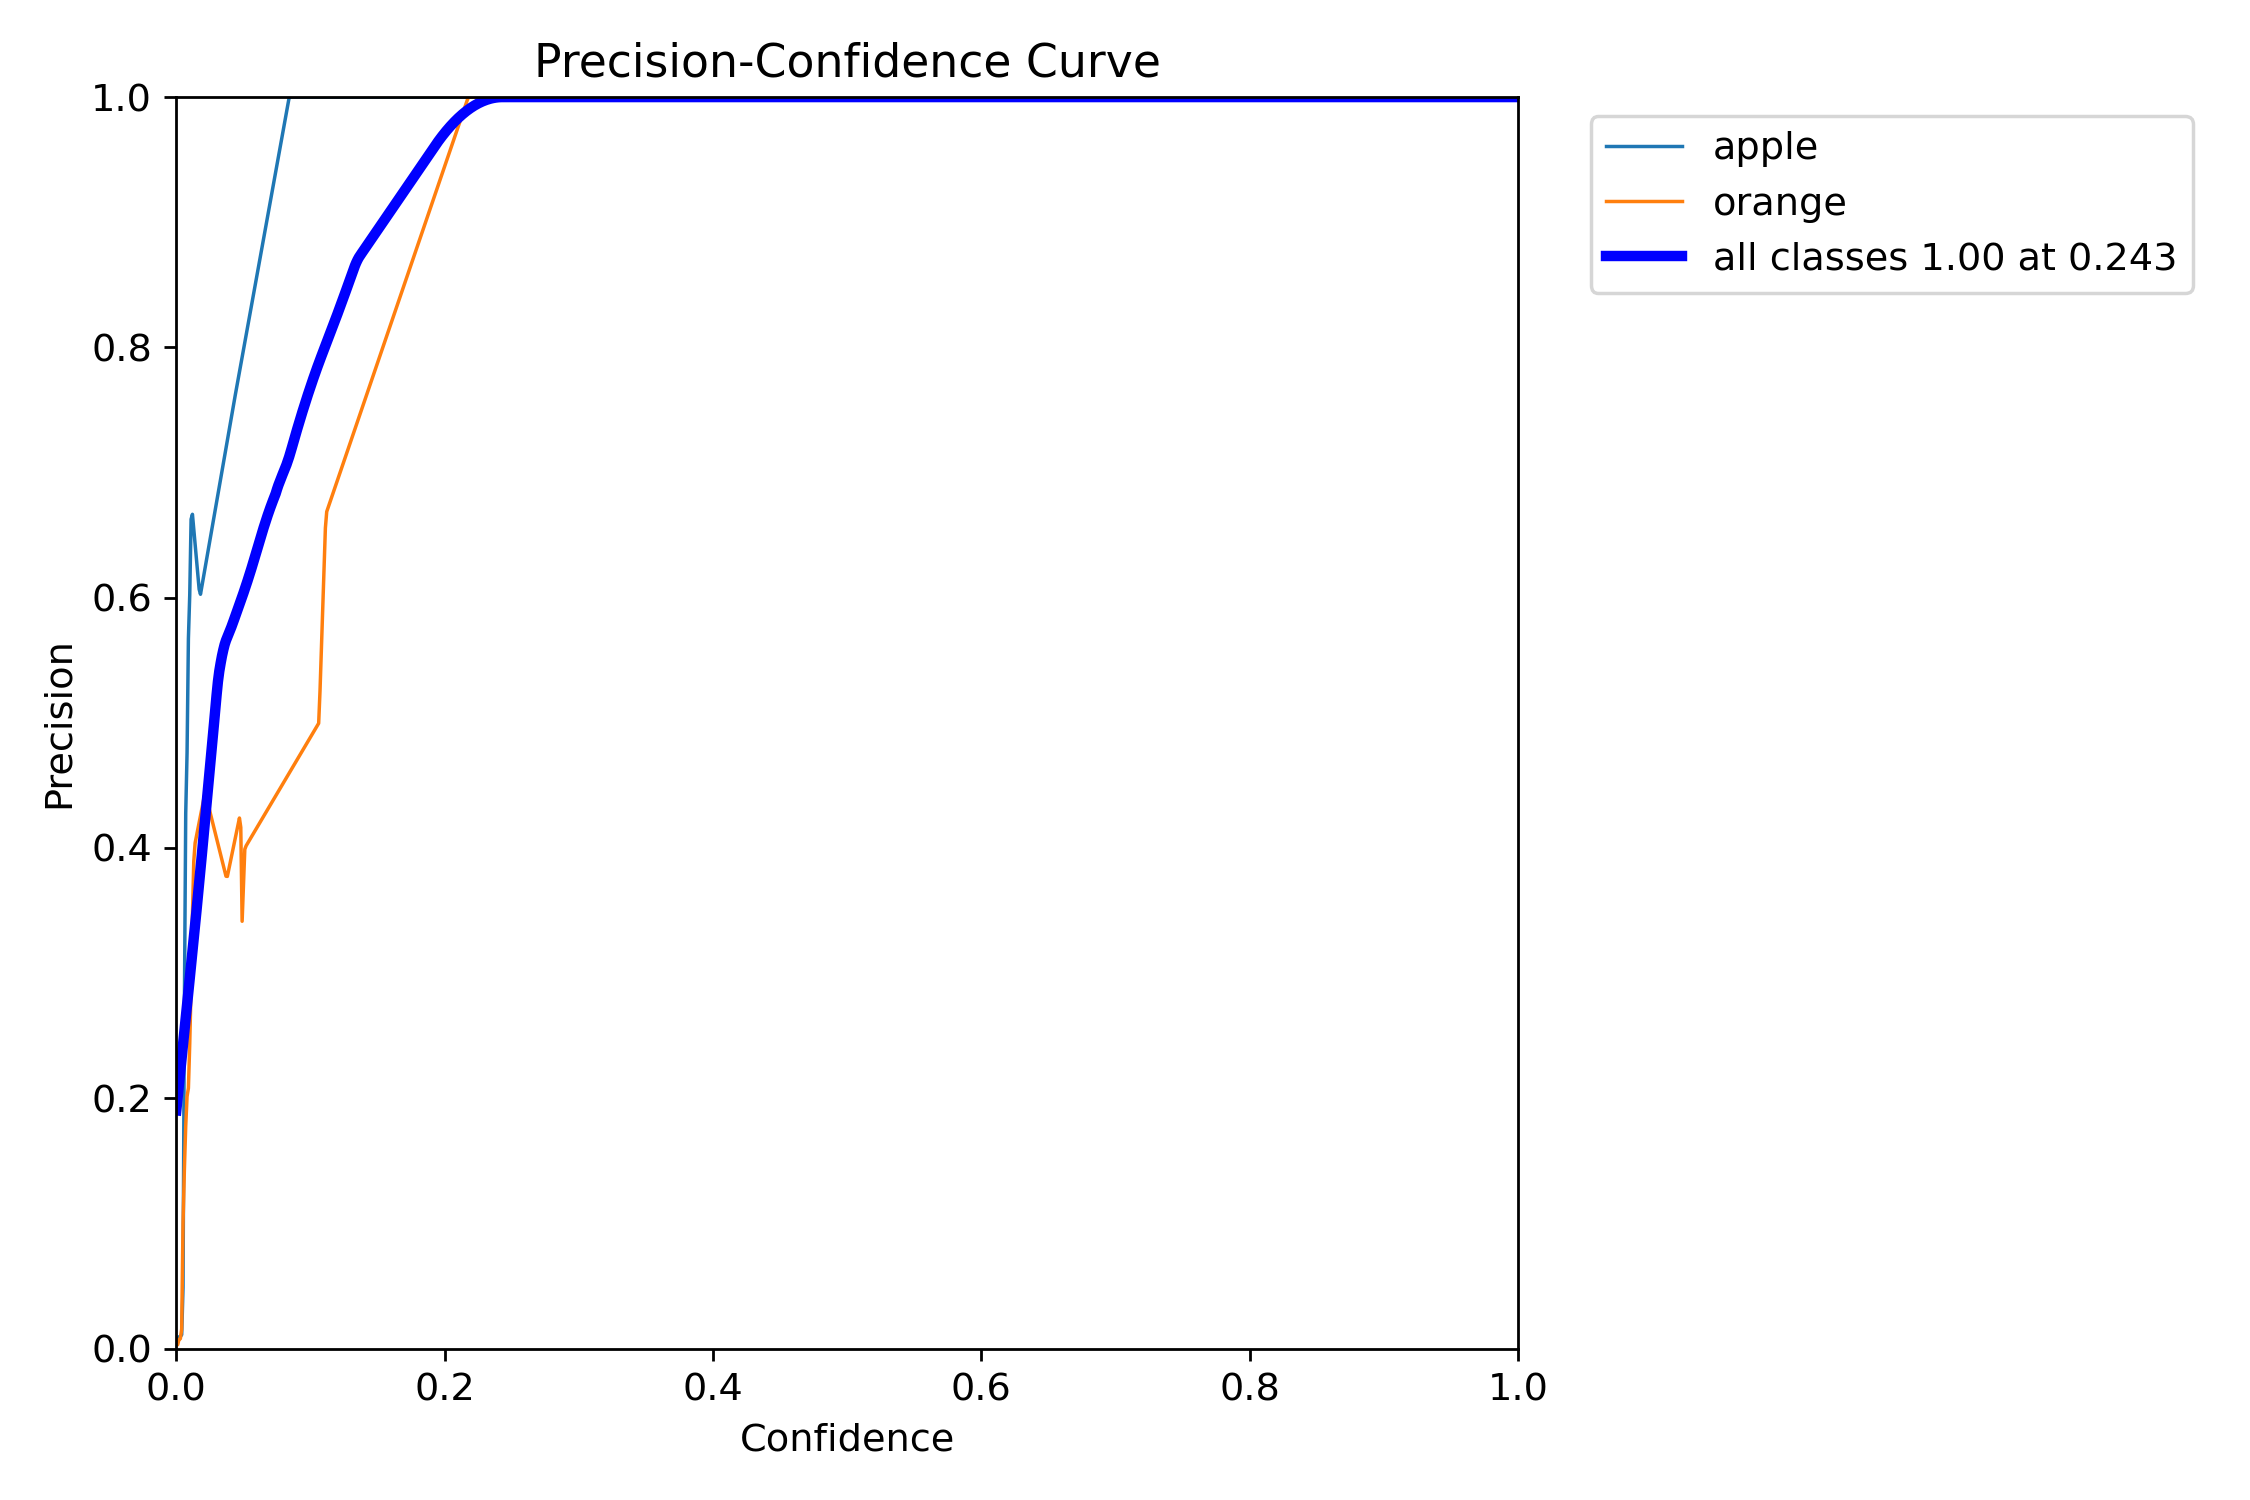 Precision-Confidence Curve
1.0
0.8
0.6
0.4
0.2
0.0
Precision
0.0 0.2 0.4 0.6 0.8 1.0
Confidence
apple
orange
all classes 1.00 at 0.243